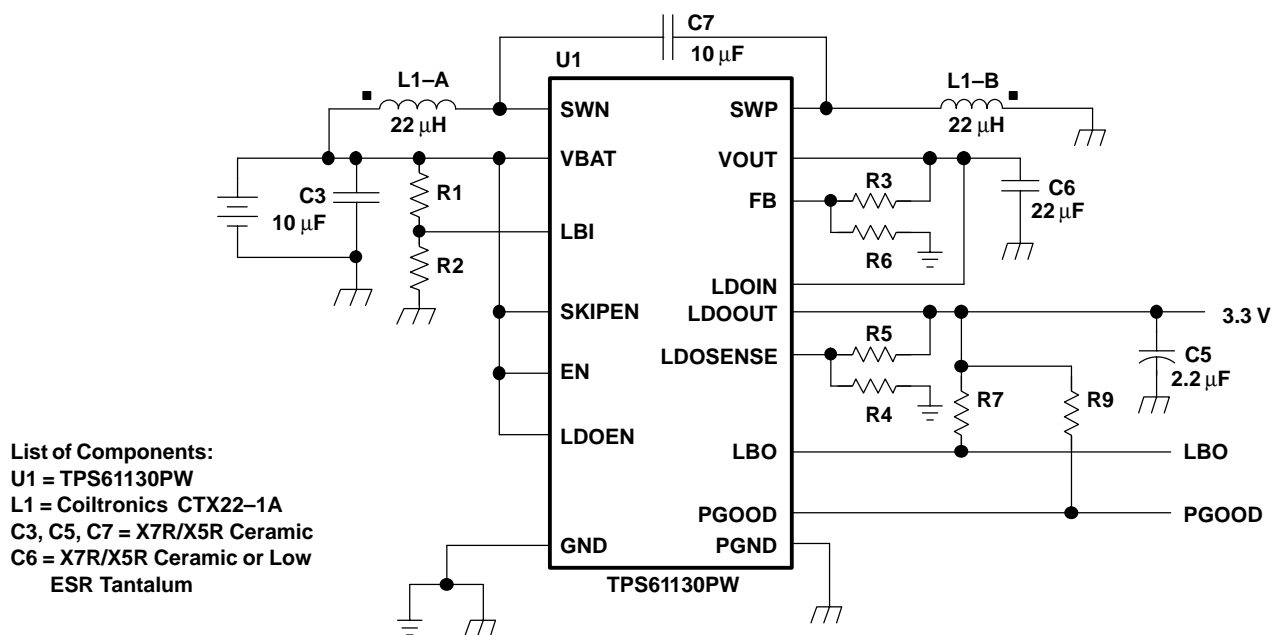 C7
10 μF
U1
L1–A
22 μH
L1–B
22 μH
SWN
SWP
VBAT
VOUT
C3
10 μF
R1
R3
C6
22 μF
FB
LBI
R2
R6
LDOIN
SKIPEN
LDOOUT
3.3 V
R5
LDOSENSE
C5
2.2 μF
EN
R4
R7
R9
LDOEN
LBO
LBO
PGOOD
PGOOD
GND
PGND
TPS61130PW
List of Components:
U1 = TPS61130PW
L1 = Coiltronics CTX22–1A
C3, C5, C7 = X7R/X5R Ceramic
C6 = X7R/X5R Ceramic or Low
ESR Tantalum